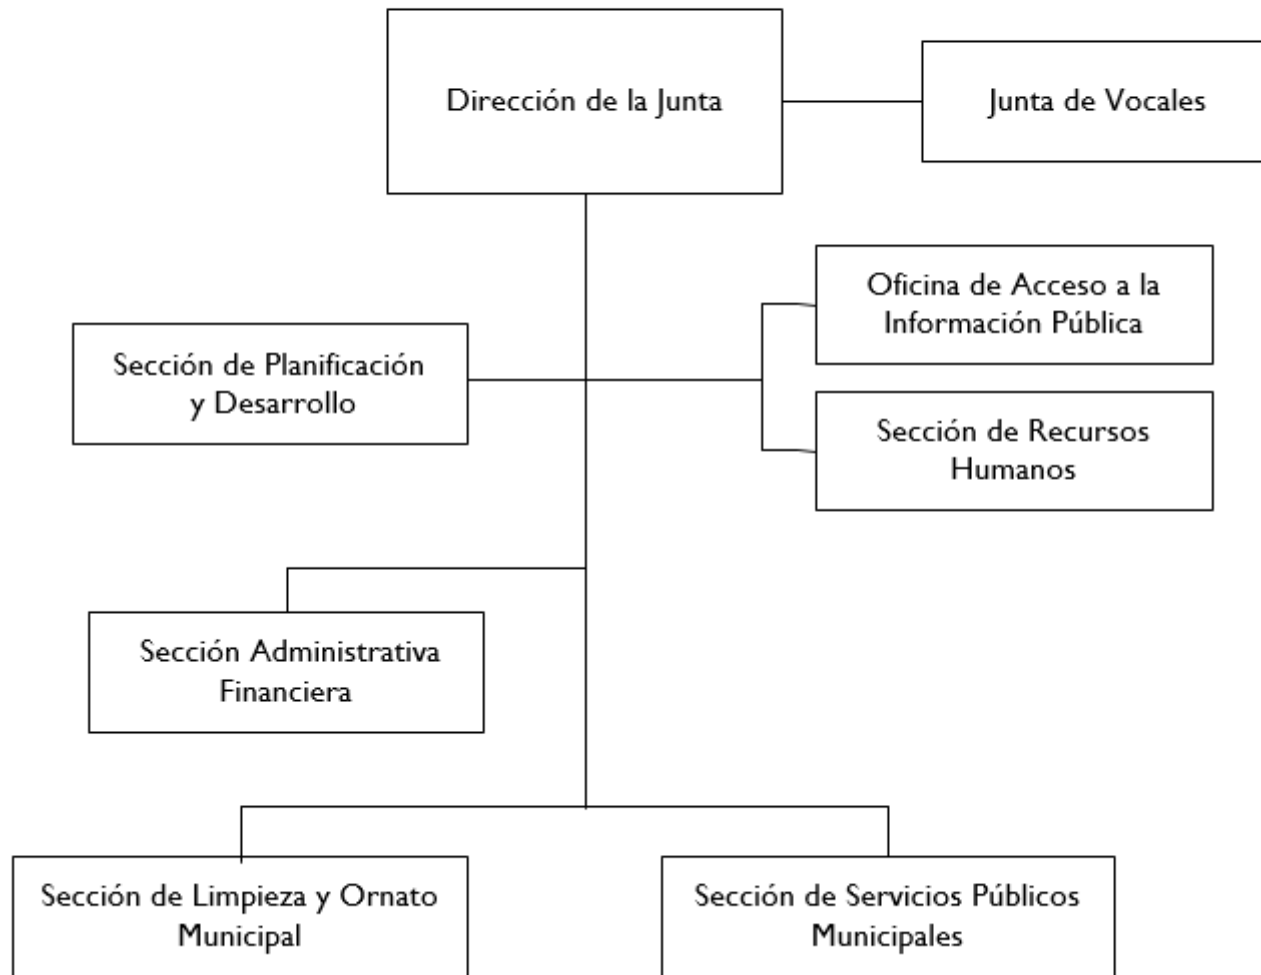 Dirección de la Junta
Junta de Vocales
Oficina de Acceso a la
Información Pública
Sección de Planificación
y Desarrollo
Sección de Recursos
Humanos
Sección Administrativa
Financiera
Sección de Limpieza y Ornato
Municipal
Sección de Servicios Públicos
Municipales